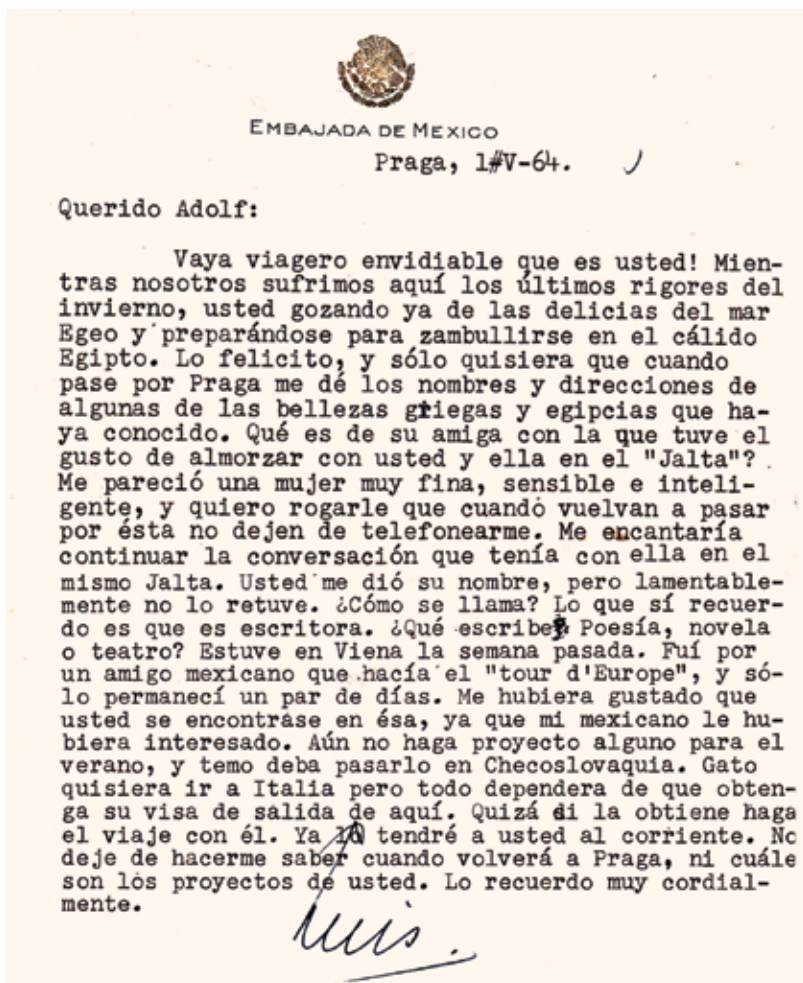 EMBAJADA DE MEXICO
Praga, 1#V-64.
Querido Adolf:
Vaya viagero envidiable que es usted! Mien-
tras nosotros sufrimos aquí los últimos rigores del
invierno, usted gozando ya de las delicias del mar
Egeo y preparándose para zambullirse en el cálido
Egipto. Lo felicito, y sólo quisiera que cuando
pase por Praga me dé los nombres y direcciones de
algunas de las bellezas griegas y egipcias que ha-
ya conocido. Qué es de su amiga con la que tuve el
gusto de almorzar con usted y ella en el "Jalta"?
Me pareció una mujer muy fina, sensible e inteli-
gente, y quiero rogarle que cuando vuelvan a pasar
por ésta no dejen de telefonearme. Me encantaría
continuar la conversación que tenía con ella en el
mismo Jalta. Usted me dió su nombre, pero lamentable-
mente no lo retuve. ¿Cómo se llama? Lo que sí recuer-
do es que es escritora. ¿Qué escribe? Poesía, novela
o teatro? Estuve en Viena la semana pasada. Fuí por
un amigo mexicano que hacía el "tour d'Europe", y só-
lo permanecí un par de días. Me hubiera gustado que
usted se encontrase en ésa, ya que mi mexicano le hu-
biera interesado. Aún no haga proyecto alguno para el
verano, y temo deba pasarlo en Checoslovaquia. Gato
quisiera ir a Italia pero todo dependera de que obten-
ga su visa de salida de aquí. Quizá si la obtiene haga
el viaje con él. Ya tendré a usted al corriente. No
deje de hacerme saber cuando volverá a Praga, ni cuále
son los proyectos de usted. Lo recuerdo muy cordial-
mente.
Luis.